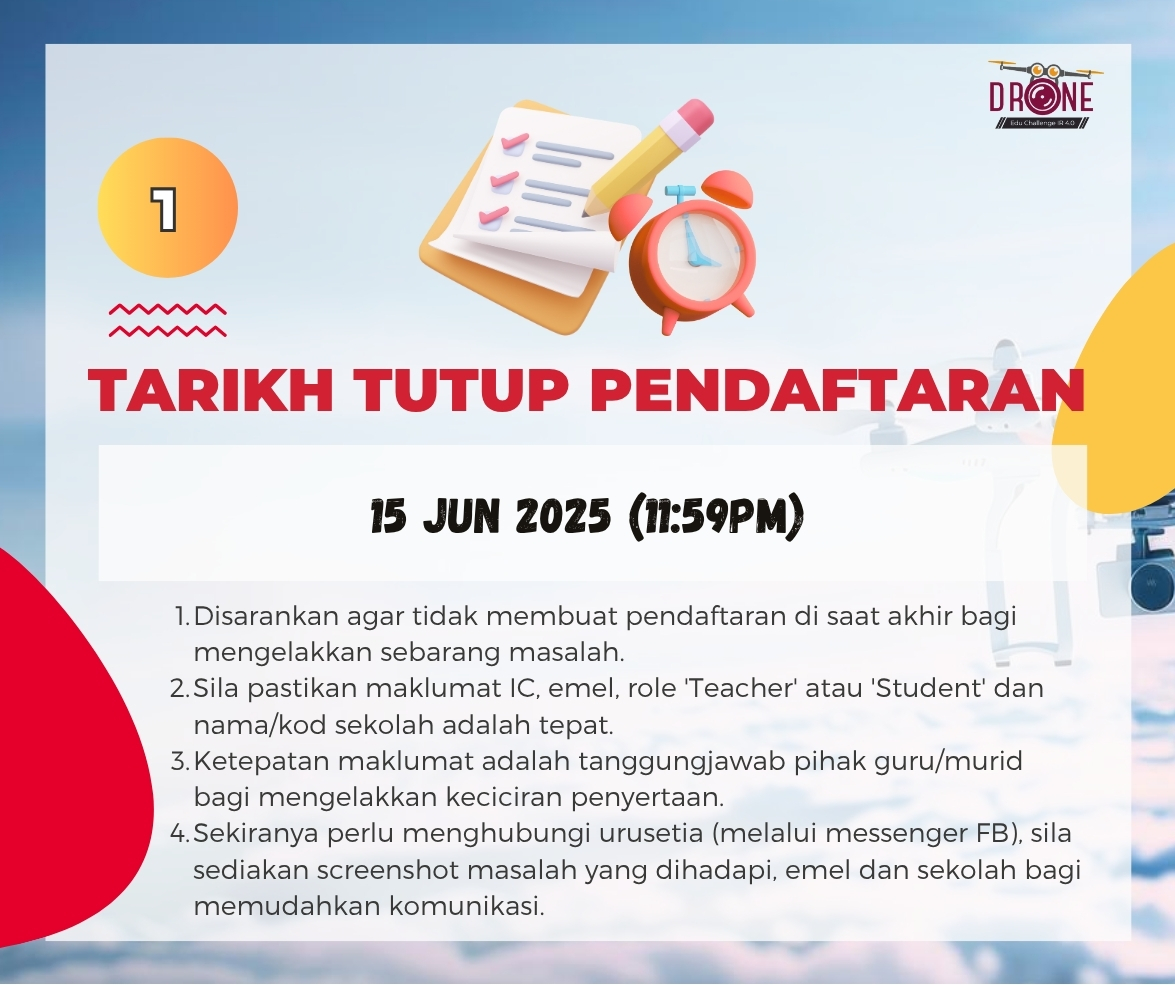 DRONE
Edu Challenge IR 4.0
1
TARIKH TUTUP PENDAFTARAN
15 JUN 2025 (11:59PM)
1. Disarankan agar tidak membuat pendaftaran di saat akhir bagi
mengelakkan sebarang masalah.
2. Sila pastikan maklumat IC, emel, role 'Teacher' atau 'Student' dan
nama/kod sekolah adalah tepat.
3. Ketepatan maklumat adalah tanggungjawab pihak guru/murid
bagi mengelakkan keciciran penyertaan.
4. Sekiranya perlu menghubungi urusetia (melalui messenger FB), sila
sediakan screenshot masalah yang dihadapi, emel dan sekolah bagi
memudahkan komunikasi.